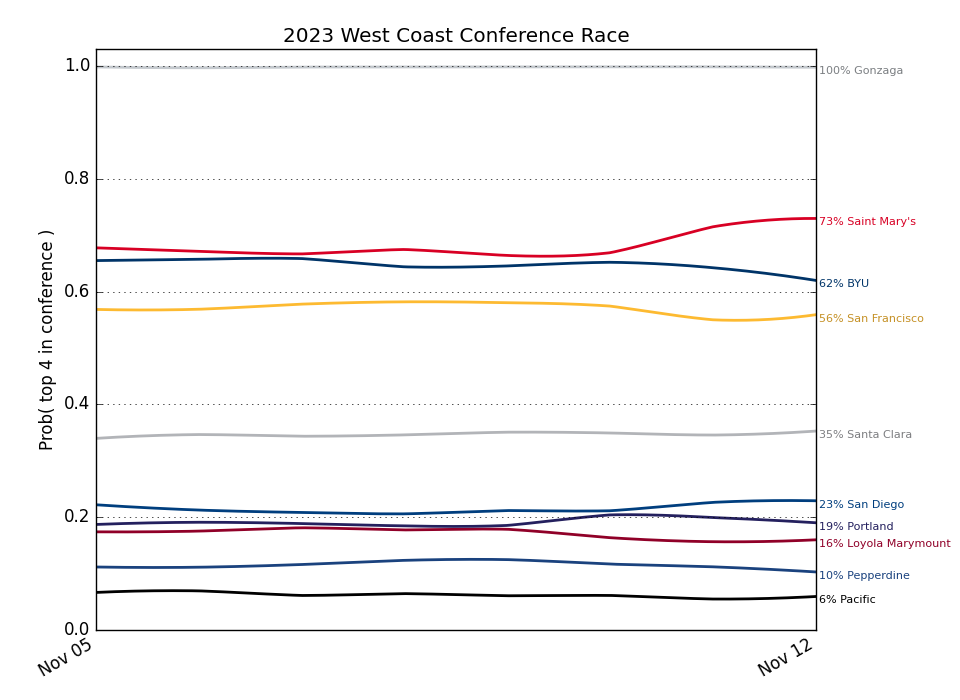 2023 West Coast Conference Race
Prob( top 4 in conference )
1.0
0.8
0.6
0.4
0.2
0.0
Nov 05
Nov 12
100% Gonzaga
73% Saint Mary's
62% BYU
56% San Francisco
35% Santa Clara
23% San Diego
19% Portland
16% Loyola Marymount
10% Pepperdine
6% Pacific